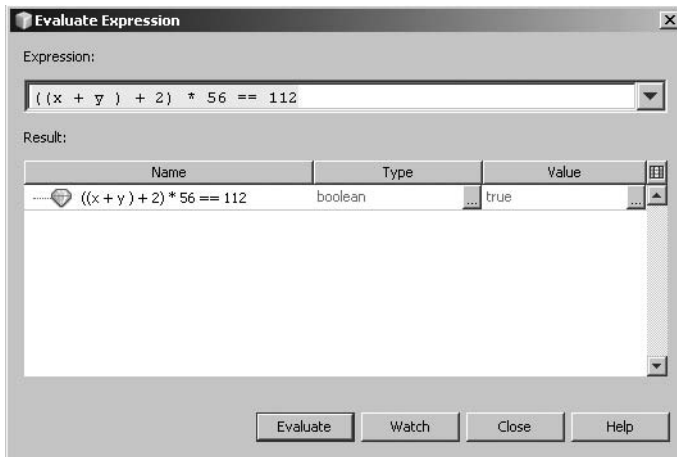 Evaluate Expression
Expression:
((x + y ) + 2) * 56 == 112
Result:
Name Type Value
((x + y ) + 2) * 56 == 112 boolean ... true ...
Evaluate Watch Close Help